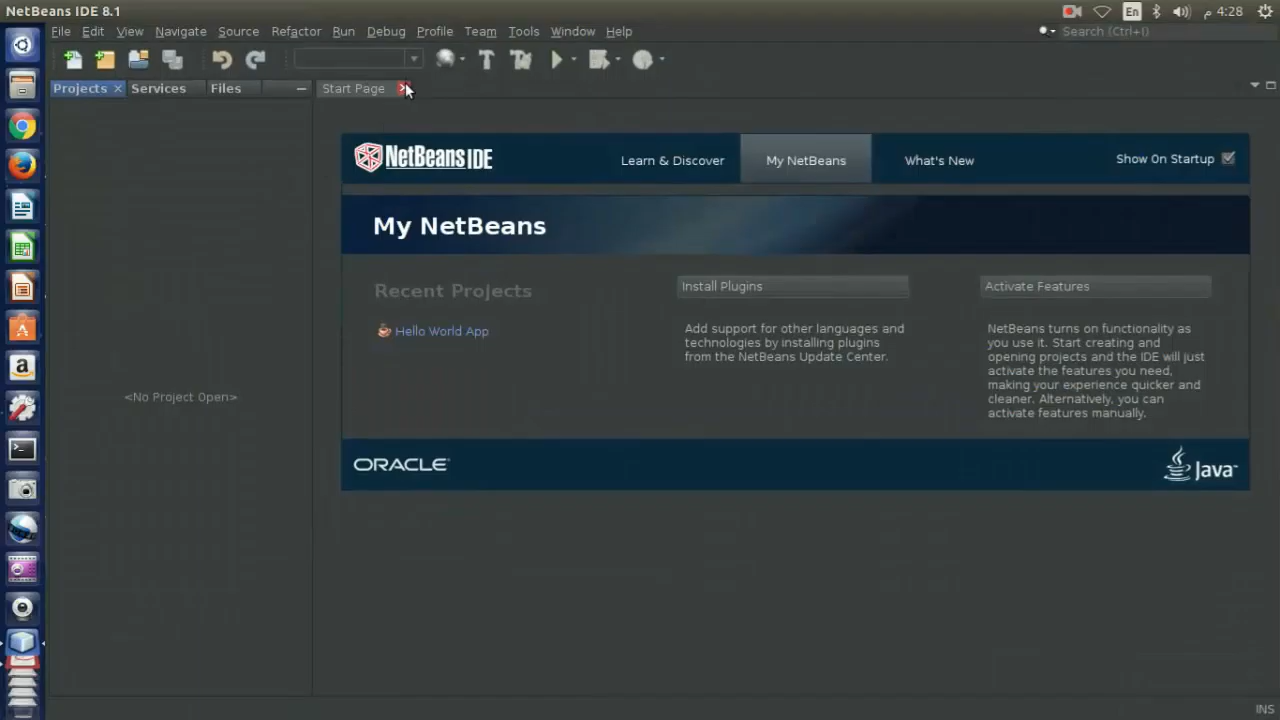 NetBeans IDE 8.1
En
4:28 م
File Edit View Navigate Source Refactor Run Debug Profile Team Tools Window Help
Search (Ctrl+I)
Projects
Services
Files
Start Page
NetBeans IDE
Learn & Discover
My NetBeans
What's New
Show On Startup
My NetBeans
Recent Projects
Hello World App
Install Plugins
Add support for other languages and
technologies by installing plugins
from the NetBeans Update Center.
Activate Features
NetBeans turns on functionality as
you use it. Start creating and
opening projects and the IDE will just
activate the features you need,
making your experience quicker and
cleaner. Alternatively, you can
activate features manually.
<No Project Open>
ORACLE
Java
INS